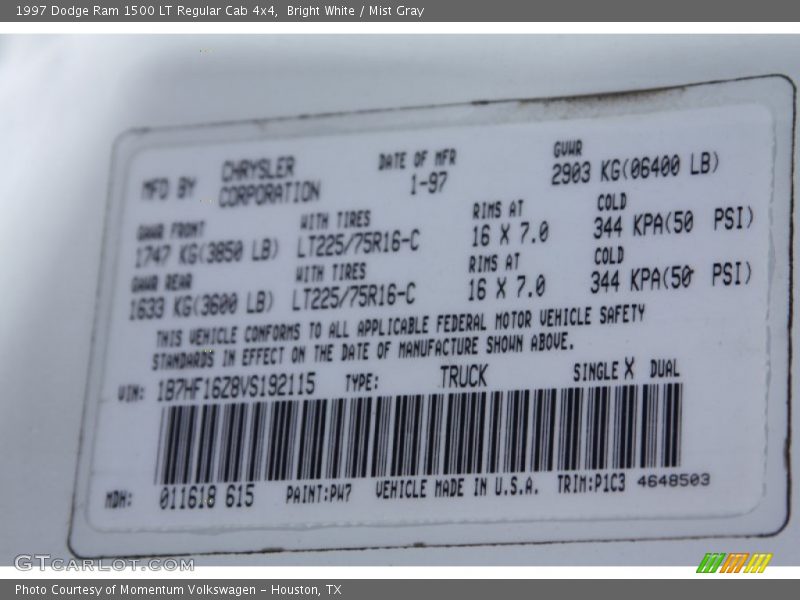 1997 Dodge Ram 1500 LT Regular Cab 4x4, Bright White / Mist Gray
MFD BY CHRYSLER CORPORATION DATE OF MFR 1-97 GVWR 2903 KG(06400 LB)
GAWR FRONT WITH TIRES RIMS AT COLD
1747 KG(3850 LB) LT225/75R16-C 16 X 7.0 344 KPA(50 PSI)
GAWR REAR WITH TIRES RIMS AT COLD
1633 KG(3600 LB) LT225/75R16-C 16 X 7.0 344 KPA(50 PSI)
THIS VEHICLE CONFORMS TO ALL APPLICABLE FEDERAL MOTOR VEHICLE SAFETY
STANDARDS IN EFFECT ON THE DATE OF MANUFACTURE SHOWN ABOVE.
VIN: 1B7HF16Z8VS192115 TYPE: TRUCK SINGLE X DUAL
MDH: 011618 615 PAINT:PW7 VEHICLE MADE IN U.S.A. TRIM:P1C3 4648503
GTCARLOT.COM
Photo Courtesy of Momentum Volkswagen - Houston, TX